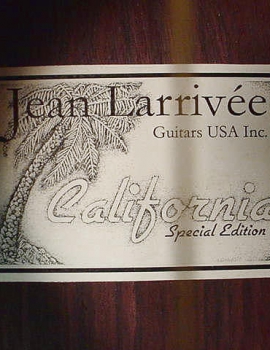 Jean Larrivée
Guitars USA Inc.
California
Special Edition